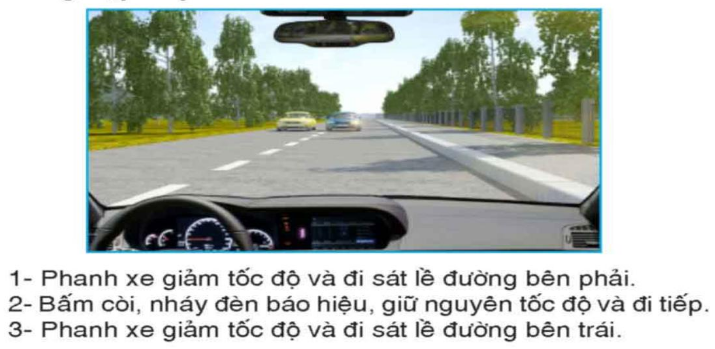 1- Phanh xe giảm tốc độ và đi sát lề đường bên phải.
2- Bấm còi, nháy đèn báo hiệu, giữ nguyên tốc độ và đi tiếp.
3- Phanh xe giảm tốc độ và đi sát lề đường bên trái.